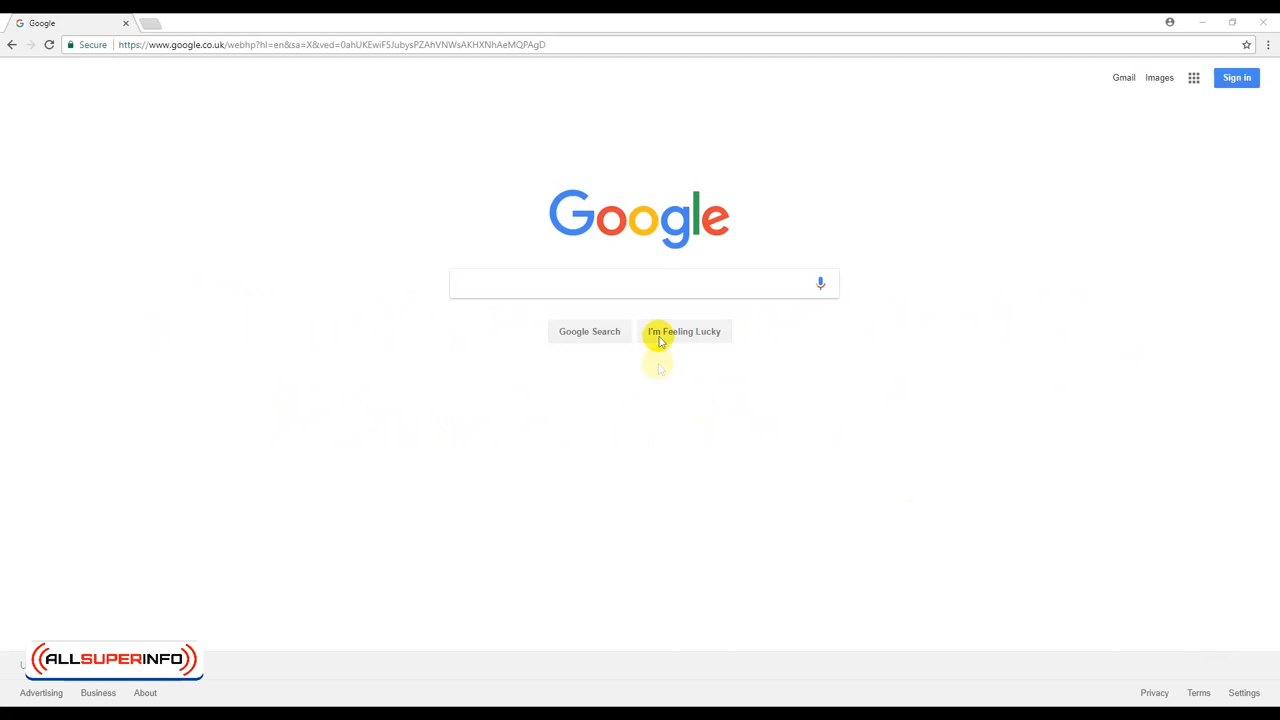 Google
Secure https://www.google.co.uk/webhp?hl=en&sa=X&ved=0ahUKEwiF5JubysPZAhVNWsAKHXNhAeMQPAgD
Gmail Images Sign in
Google
Google Search I'm Feeling Lucky
ALLSUPERINFO
Advertising Business About Privacy Terms Settings